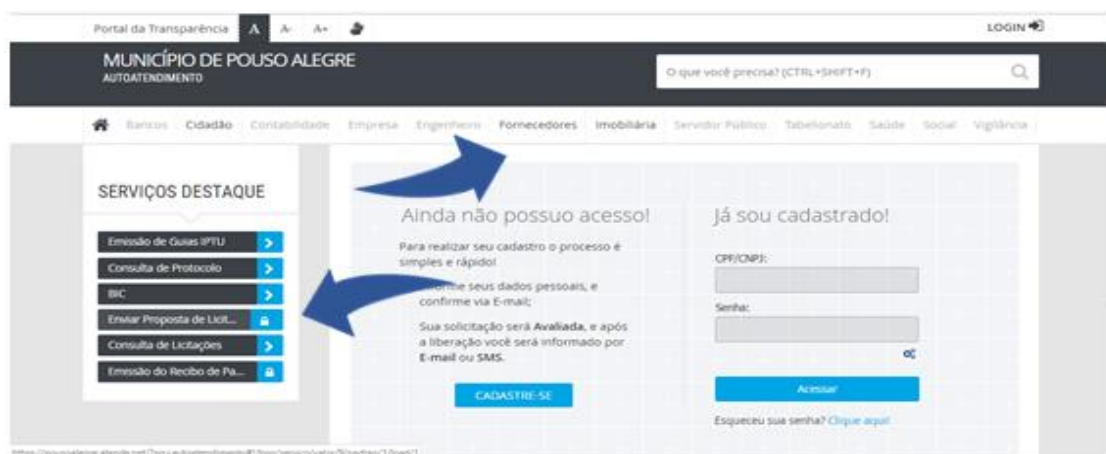 Portal da Transparência A A- A+ LOGIN
MUNICÍPIO DE POUSO ALEGRE
AUTOATENDIMENTO
O que você precisa? (CTRL+SHIFT+F)
Bancos Cidadão Contabilidade Empresa Engenheiro Fornecedores Imobiliária Servidor Público Tabelionato Saúde Social Vigilância
SERVIÇOS DESTAQUE
Emissão de Guias IPTU
Consulta de Protocolo
BIC
Enviar Proposta de Licit...
Consulta de Licitações
Emissão do Recibo de Pa...
Ainda não possuo acesso!
Para realizar seu cadastro o processo é
simples e rápido!
seus dados pessoais, e
confirme via E-mail;
Sua solicitação será Avaliada, e após
a liberação você será informado por
E-mail ou SMS.
CADASTRE-SE
Já sou cadastrado!
CPF/CNPJ:
Senha:
Acessar
Esqueceu sua senha? Clique aqui!